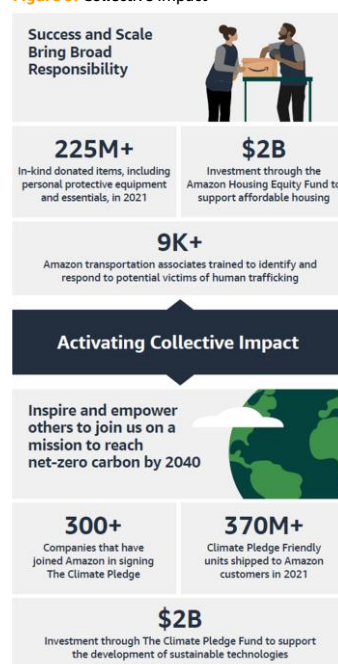 Figure 3: Collective Impact
Success and Scale
Bring Broad
Responsibility
225M+
In-kind donated items, including
personal protective equipment
and essentials, in 2021
$2B
Investment through the
Amazon Housing Equity Fund to
support affordable housing
9K+
Amazon transportation associates trained to identify and
respond to potential victims of human trafficking
Activating Collective Impact
Inspire and empower
others to join us on a
mission to reach
net-zero carbon by 2040
300+
Companies that have
joined Amazon in signing
The Climate Pledge
370M+
Climate Pledge Friendly
units shipped to Amazon
customers in 2021
$2B
Investment through The Climate Pledge Fund to support
the development of sustainable technologies